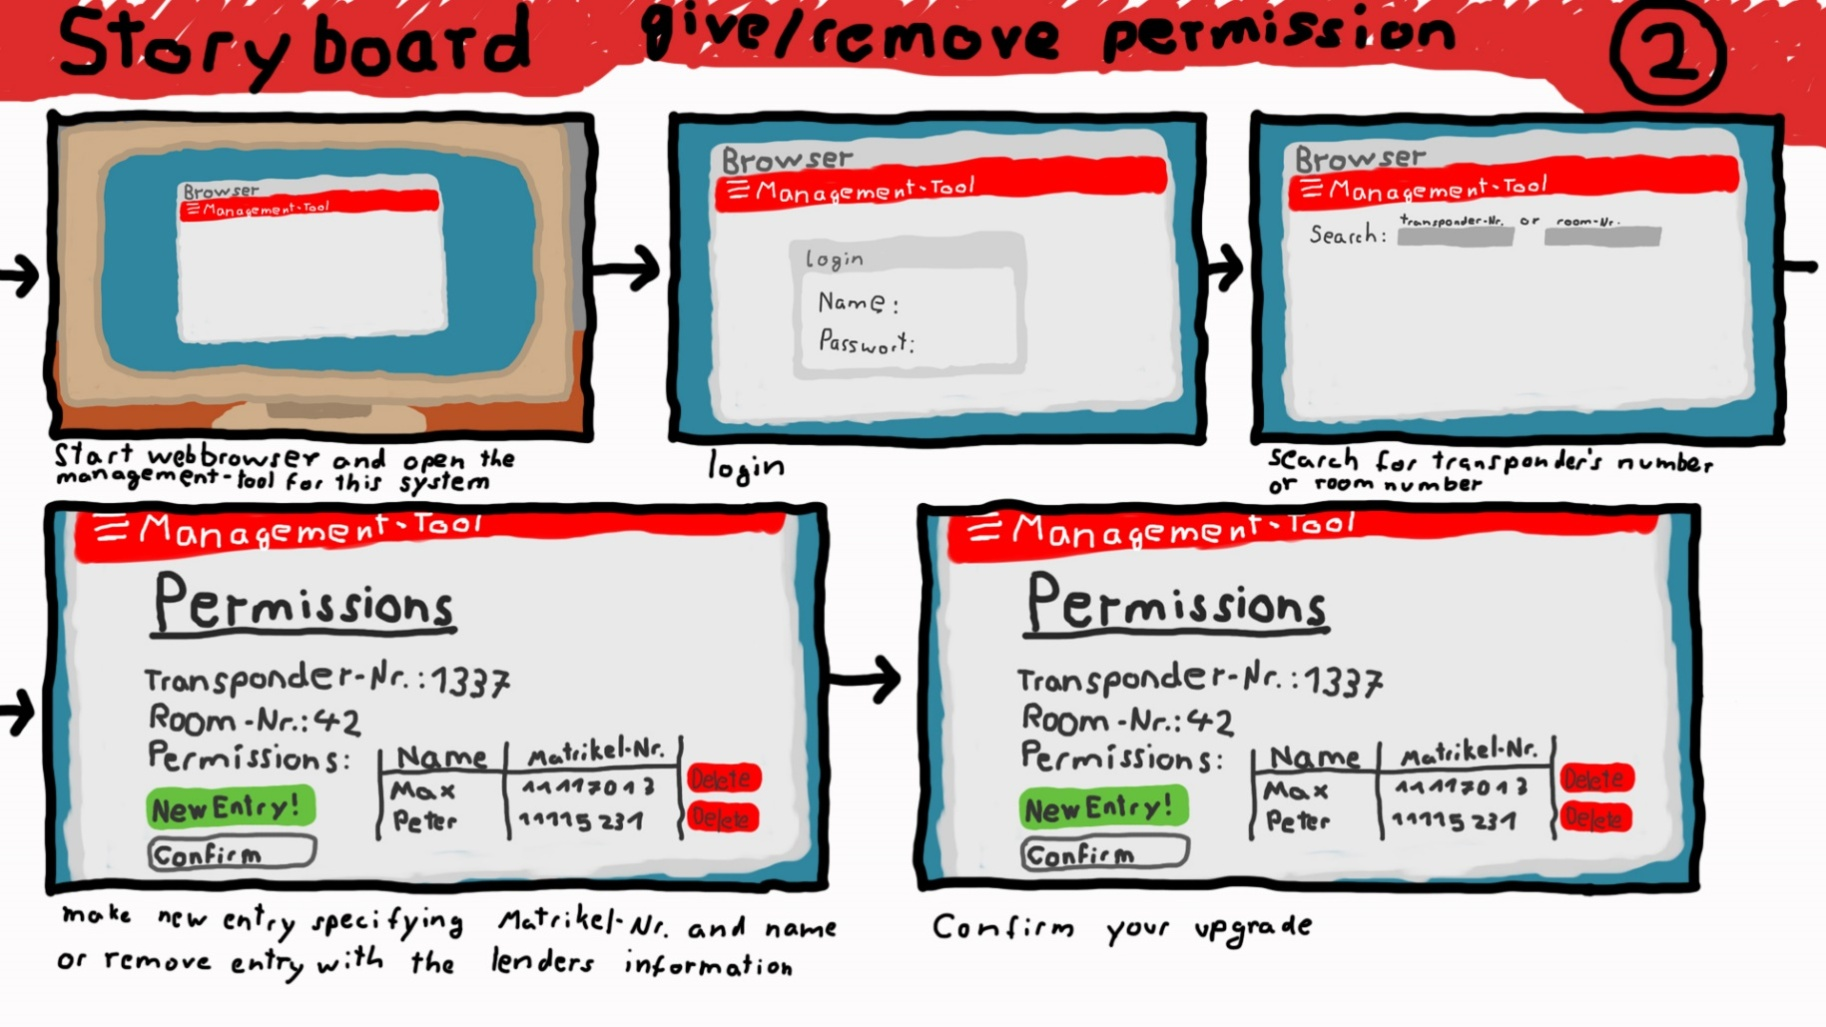 Storyboard
give/remove permission
2
Browser
Management-Tool
Start webbrowser and open the
management-tool for this system
Browser
Management-Tool
login
Name:
Passwort:
login
Browser
Management-Tool
transponder-Nr. or room-Nr.
Search:
Search for transponder's number
or room number
Management-Tool
Permissions
Transponder-Nr.:1337
Room-Nr.:42
Permissions:
Name Matrikel-Nr.
Max 11117013 Delete
Peter 11115231 Delete
New Entry!
Confirm
make new entry specifying Matrikel-Nr. and name
or remove entry with the lenders information
Management-Tool
Permissions
Transponder-Nr.:1337
Room-Nr.:42
Permissions:
Name Matrikel-Nr.
Max 11117013 Delete
Peter 11115231 Delete
New Entry!
Confirm
Confirm your upgrade